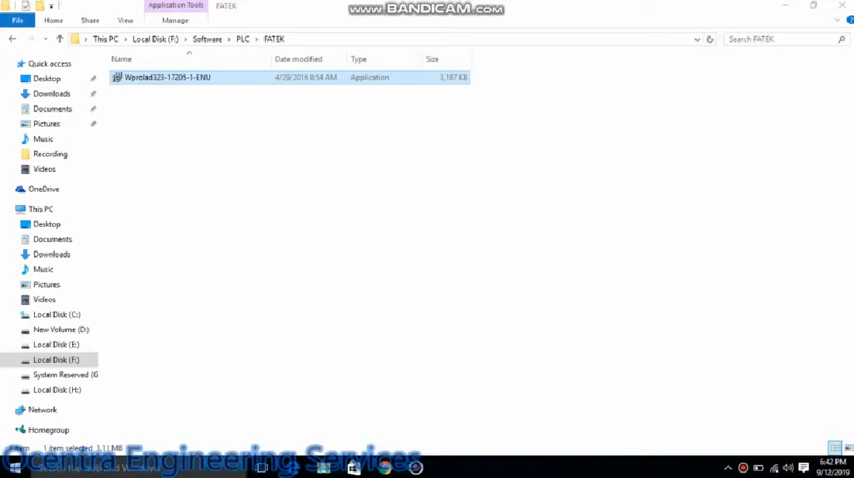 Application Tools
FATEK
www.BANDICAM.com
File
Home
Share
View
Manage
This PC
Local Disk (F:)
Software
PLC
FATEK
Search FATEK
Name
Date modified
Type
Size
Wprolad323-17205-1-ENU
4/29/2016 8:54 AM
Application
3,187 KB
Quick access
Desktop
Downloads
Documents
Pictures
Music
Recording
Videos
OneDrive
This PC
Desktop
Documents
Downloads
Music
Pictures
Videos
Local Disk (C:)
New Volume (D:)
Local Disk (E:)
Local Disk (F:)
System Reserved (G
Local Disk (H:)
Network
Homegroup
1 item
1 item selected 3.11 MB
Ocentra Engineering Services
6:42 PM
9/12/2019